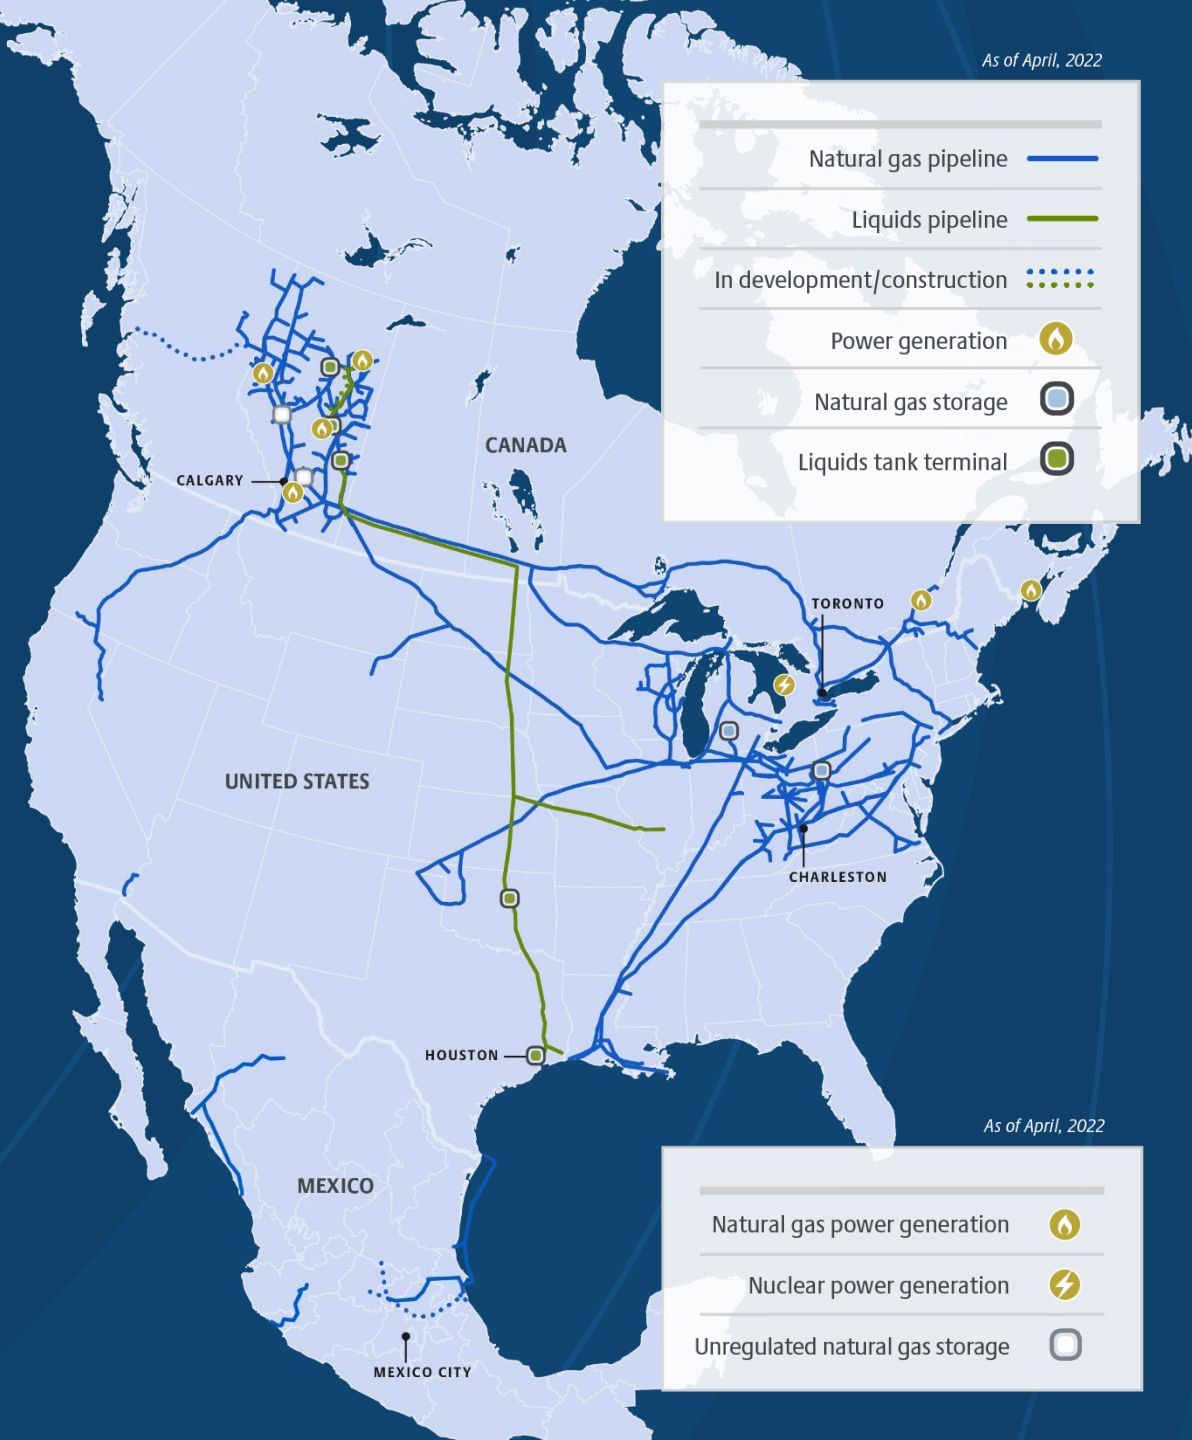 As of April, 2022
Natural gas pipeline
Liquids pipeline
In development/construction
Power generation
Natural gas storage
Liquids tank terminal
CANADA
CALGARY
TORONTO
UNITED STATES
CHARLESTON
HOUSTON
As of April, 2022
MEXICO
Natural gas power generation
Nuclear power generation
Unregulated natural gas storage
MEXICO CITY